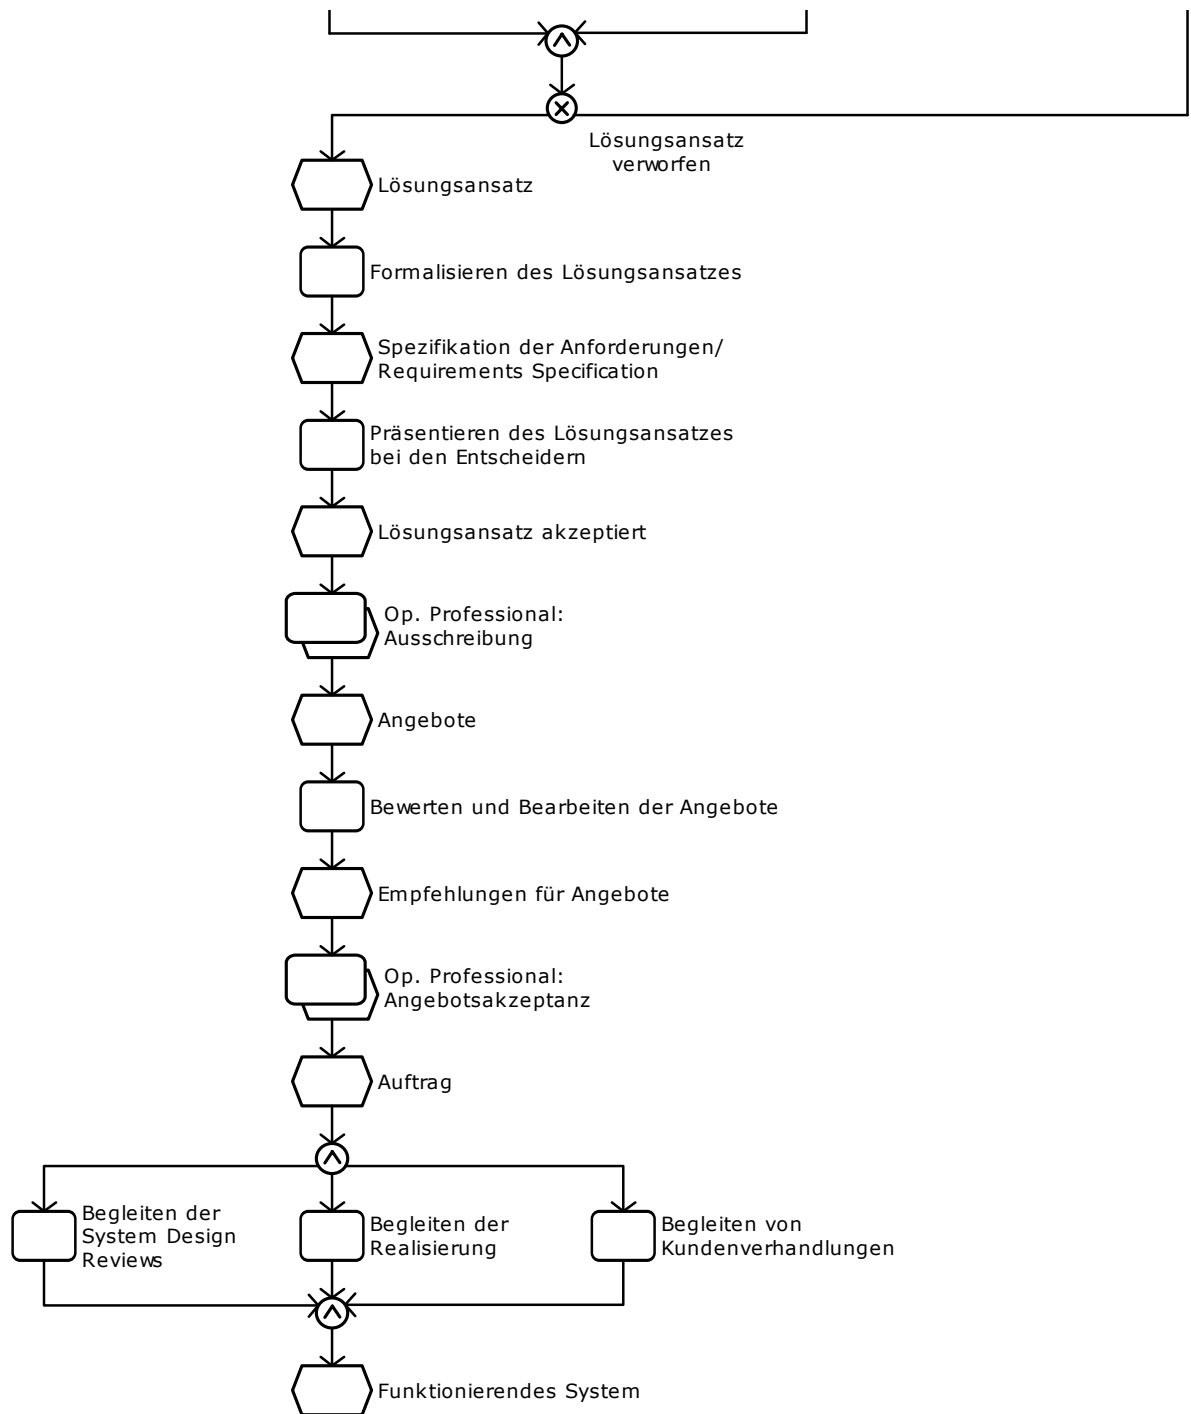 Lösungsansatz
verworfen
Lösungsansatz
Formalisieren des Lösungsansatzes
Spezifikation der Anforderungen/
Requirements Specification
Präsentieren des Lösungsansatzes
bei den Entscheidern
Lösungsansatz akzeptiert
Op. Professional:
Ausschreibung
Angebote
Bewerten und Bearbeiten der Angebote
Empfehlungen für Angebote
Op. Professional:
Angebotsakzeptanz
Auftrag
Begleiten der
System Design
Reviews
Begleiten der
Realisierung
Begleiten von
Kundenverhandlungen
Funktionierendes System